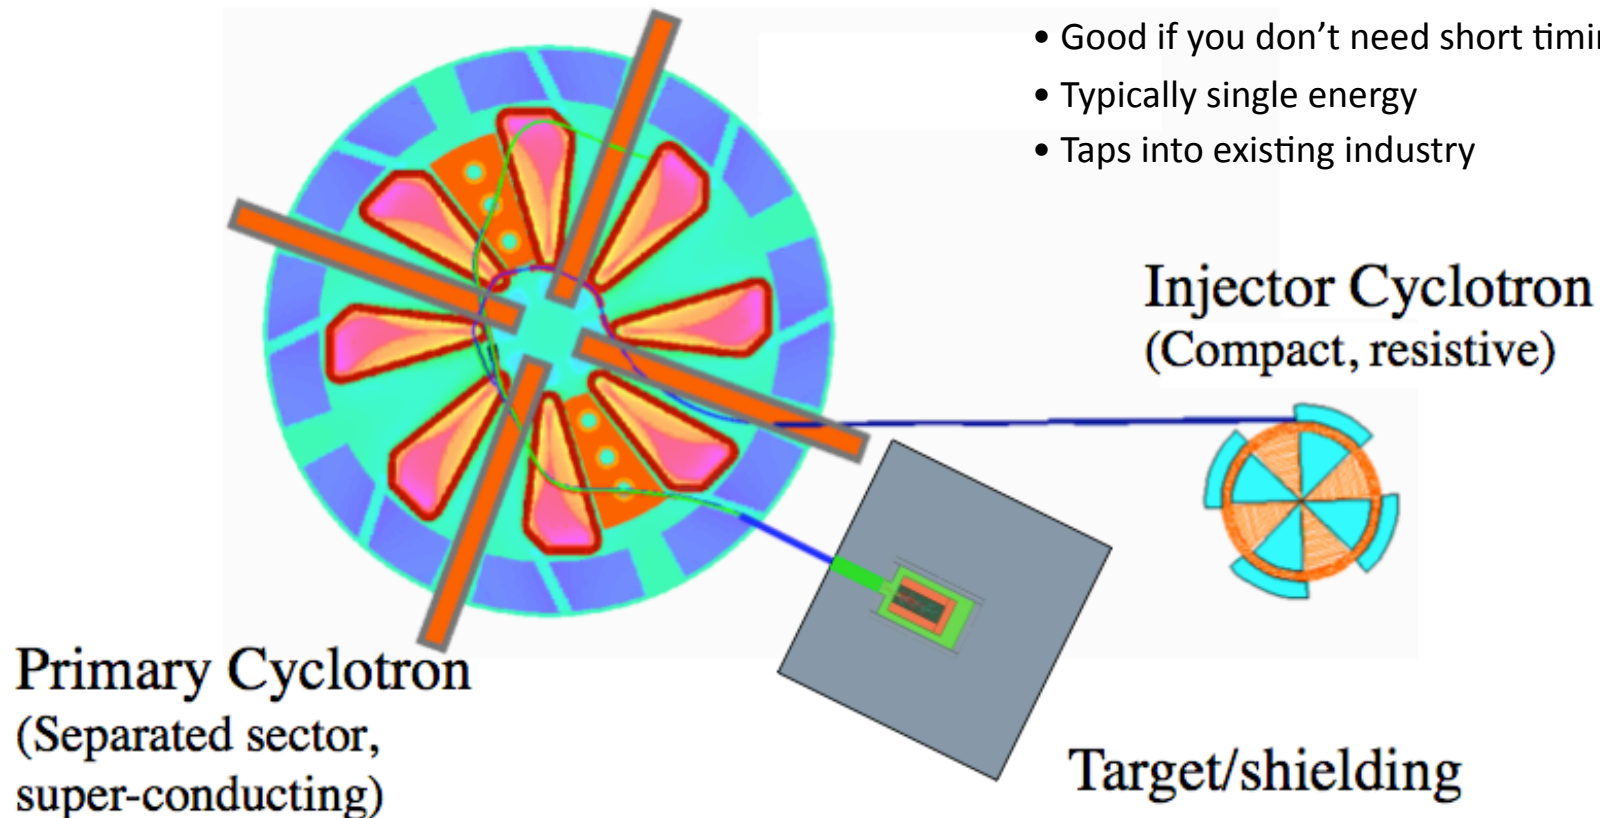 • Good if you don’t need short timin
• Typically single energy
• Taps into existing industry
Injector Cyclotron
(Compact, resistive)
Primary Cyclotron
(Separated sector,
super-conducting)
Target/shielding